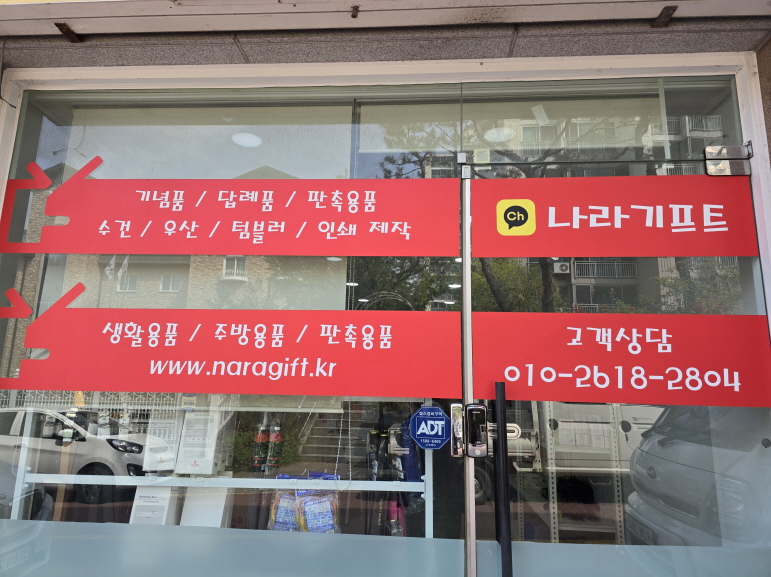 기념품 / 답례품 / 판촉용품
수건 / 우산 / 텀블러 / 인쇄 제작
Ch 나라기프트
생활용품 / 주방용품 / 판촉용품
www.naragift.kr
고객상담
010-2618-2804
ADT
1588-6400